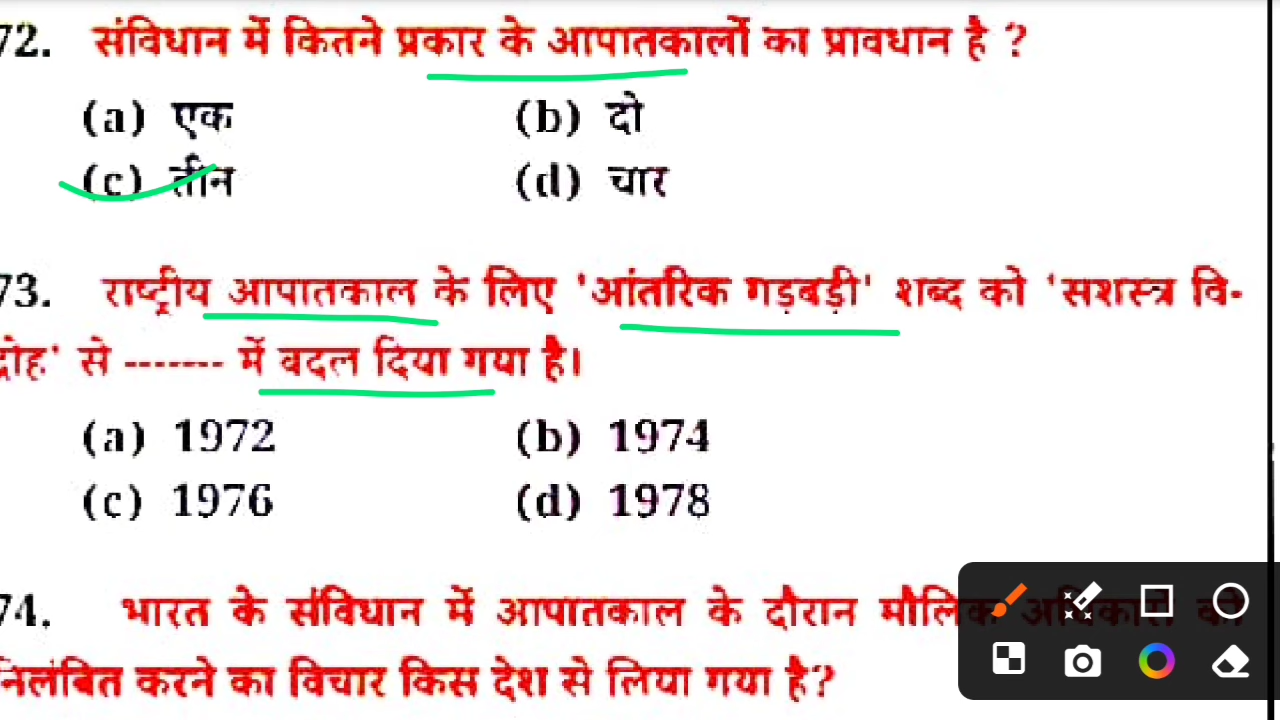 72. संविधान में कितने प्रकार के आपातकालों का प्रावधान है ?
(a) एक (b) दो
(c) तीन (d) चार
73. राष्ट्रीय आपातकाल के लिए 'आंतरिक गड़बड़ी' शब्द को 'सशस्त्र वि-
द्रोह' से ------- में बदल दिया गया है।
(a) 1972 (b) 1974
(c) 1976 (d) 1978
74. भारत के संविधान में आपातकाल के दौरान मौलिक अधिकारों को
निलंबित करने का विचार किस देश से लिया गया है?